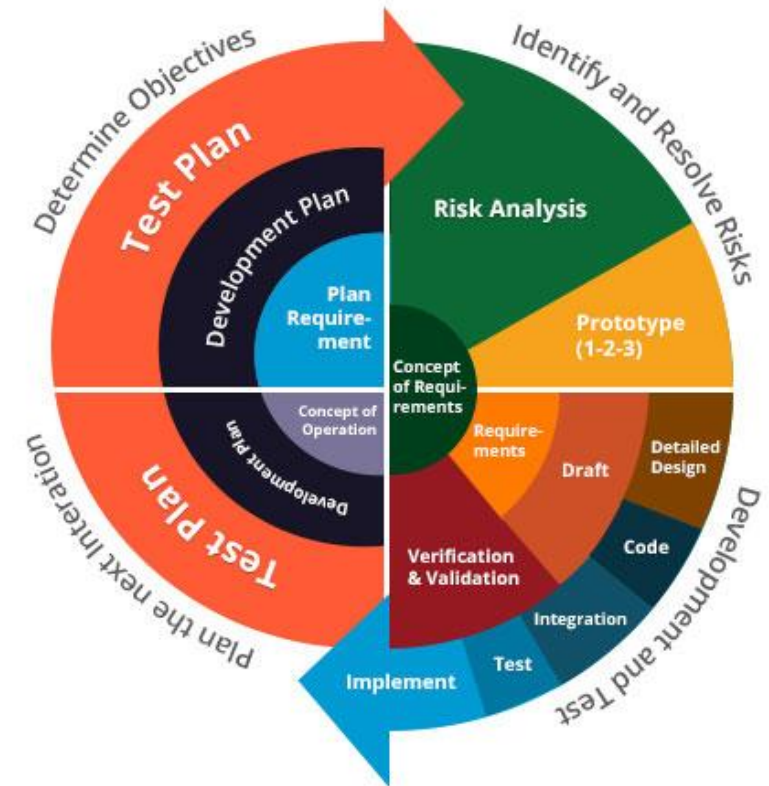 Determine Objectives
Identify and Resolve Risks
Test Plan
Development Plan
Plan
Require-
ment
Risk Analysis
Prototype
(1-2-3)
Concept
of Requi-
rements
Concept of
Operation
Development Plan
Test Plan
Plan the next Interation
Require-
ments
Draft
Detailed
Design
Code
Integration
Test
Implement
Verification
& Validation
Development and Test